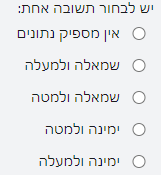 יש לבחור תשובה אחת:
אין מספיק נתונים
שמאלה ולמעלה
שמאלה ולמטה
ימינה ולמטה
ימינה ולמעלה